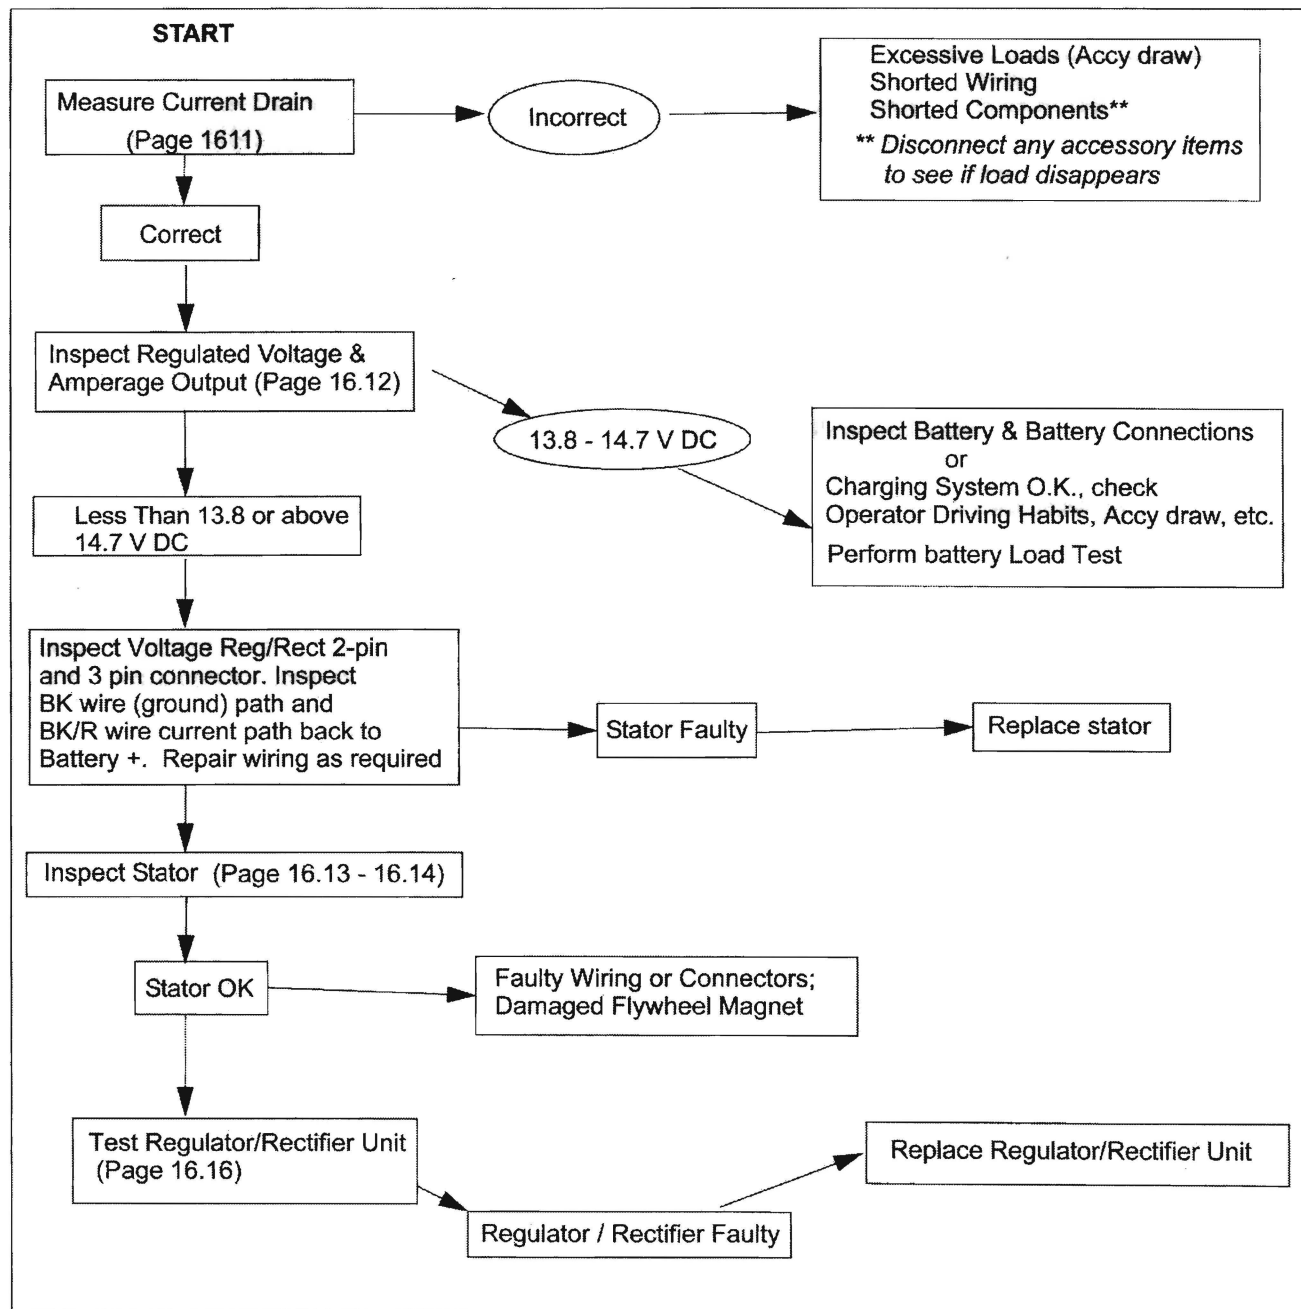 START
Measure Current Drain
(Page 1611)
Incorrect
Excessive Loads (Accy draw)
Shorted Wiring
Shorted Components**
** Disconnect any accessory items
to see if load disappears
Correct
Inspect Regulated Voltage &
Amperage Output (Page 16.12)
13.8 - 14.7 V DC
Inspect Battery & Battery Connections
or
Charging System O.K., check
Operator Driving Habits, Accy draw, etc.
Perform battery Load Test
Less Than 13.8 or above
14.7 V DC
Inspect Voltage Reg/Rect 2-pin
and 3 pin connector. Inspect
BK wire (ground) path and
BK/R wire current path back to
Battery +. Repair wiring as required
Stator Faulty
Replace stator
Inspect Stator (Page 16.13 - 16.14)
Stator OK
Faulty Wiring or Connectors;
Damaged Flywheel Magnet
Test Regulator/Rectifier Unit
(Page 16.16)
Regulator / Rectifier Faulty
Replace Regulator/Rectifier Unit